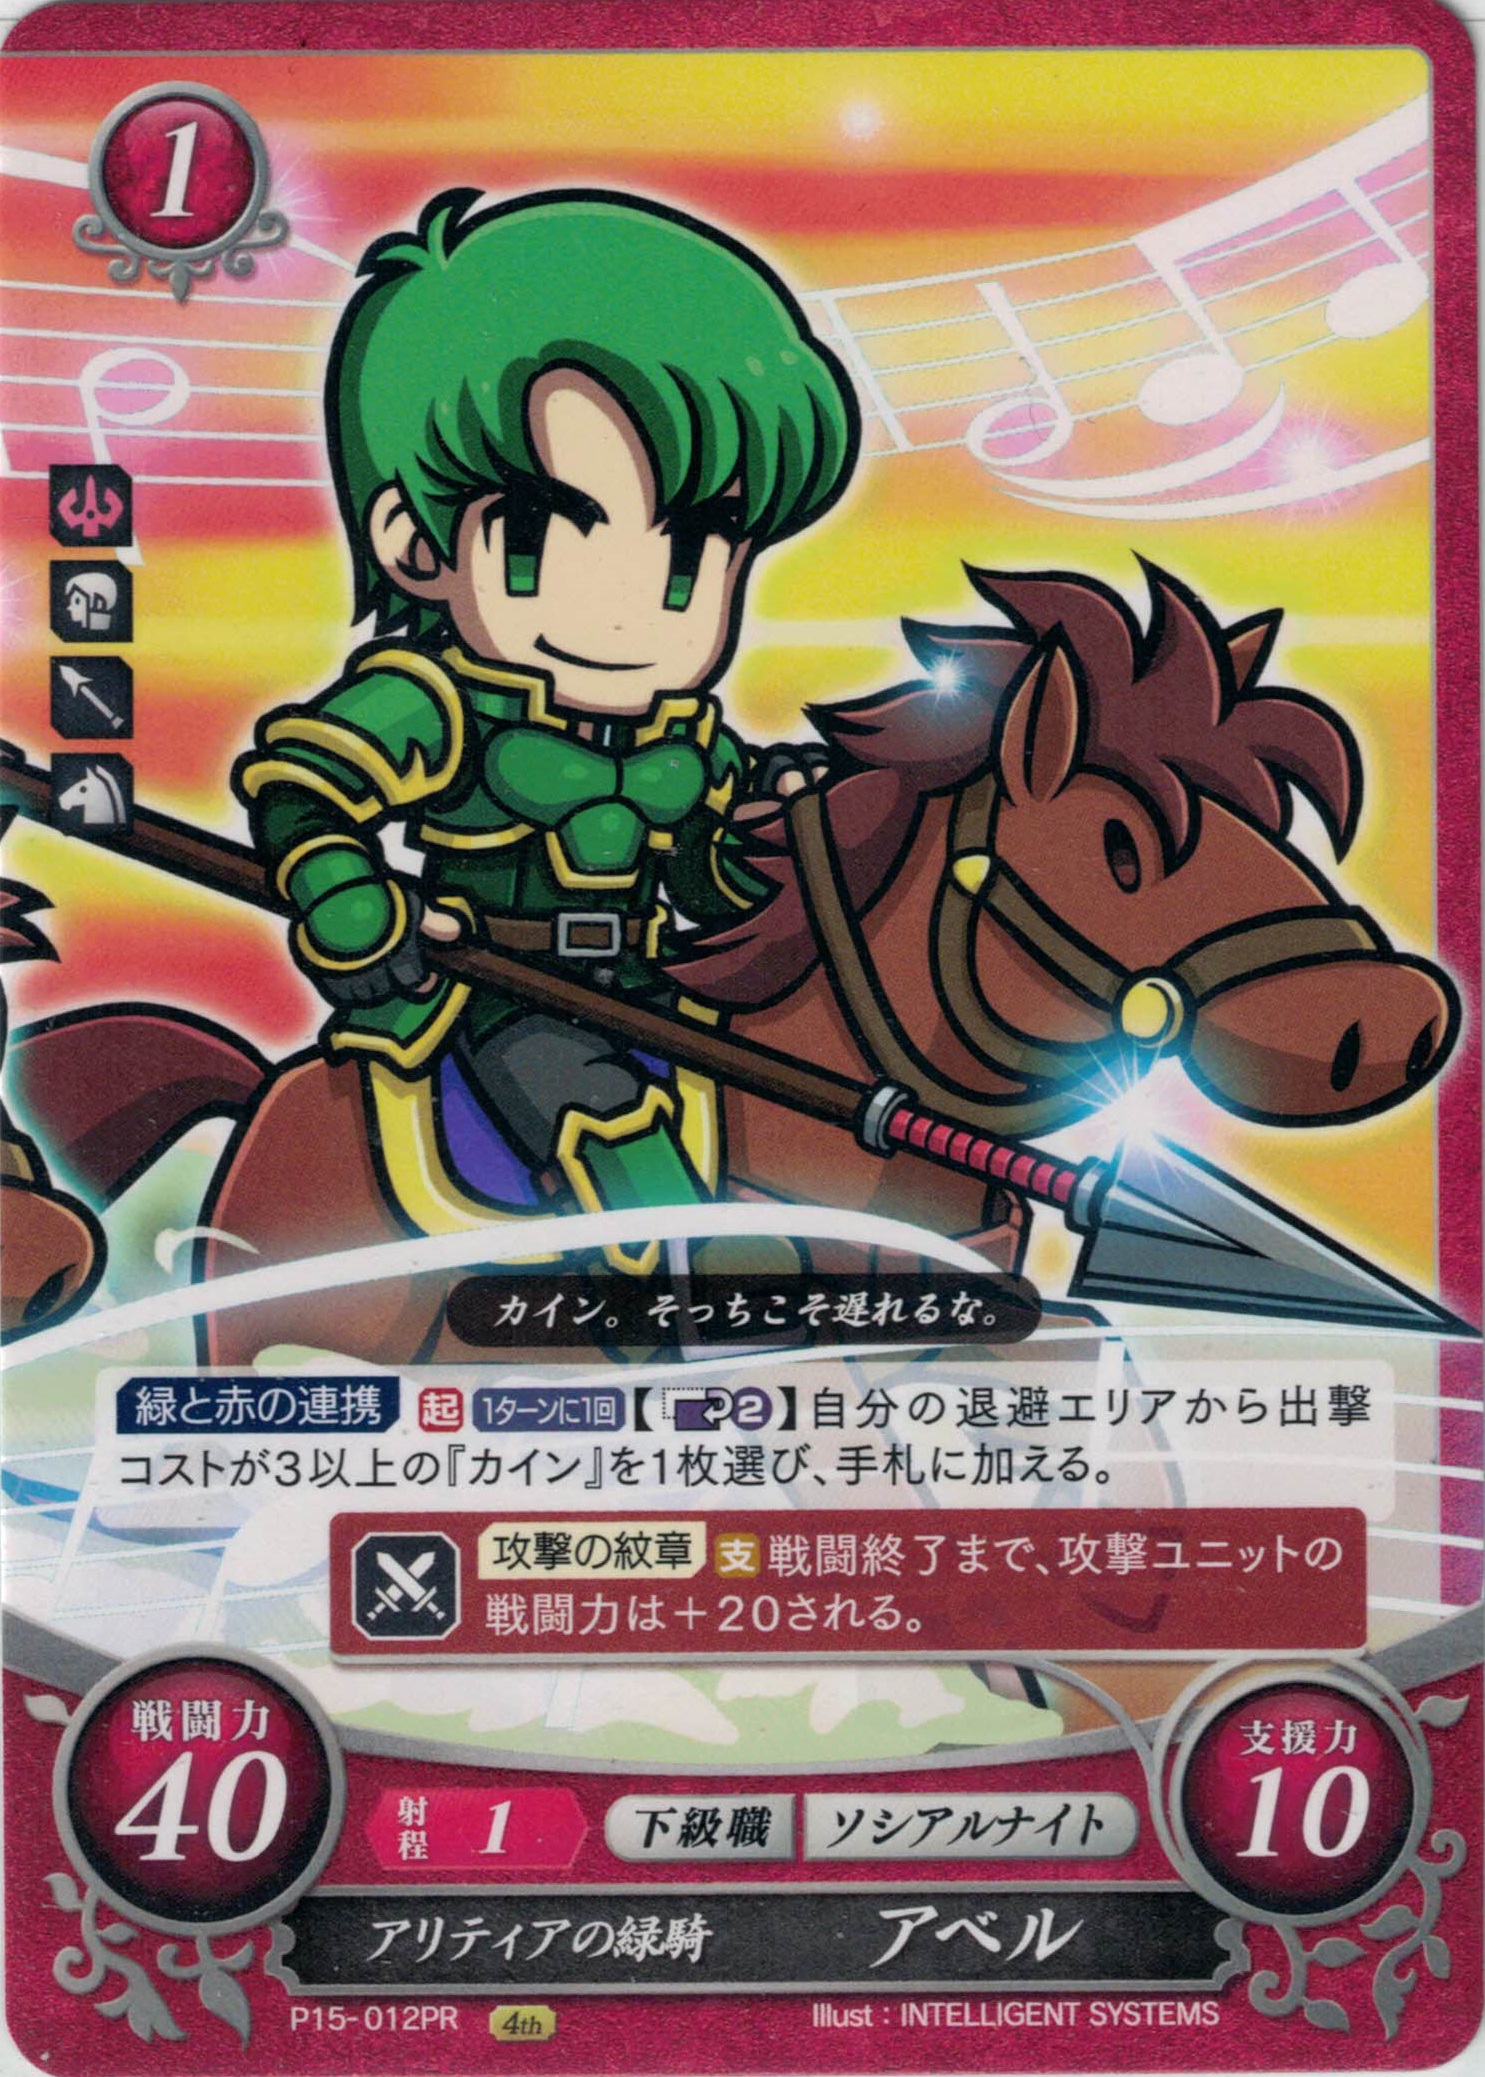 1
カイン。そっちこそ遅れるな。
緑と赤の連携 起 1ターンに1回【2】自分の退避エリアから出撃
コストが3以上の『カイン』を1枚選び、手札に加える。
攻撃の紋章 支 戦闘終了まで、攻撃ユニットの
戦闘力は＋20される。
戦闘力
40
射程 1
下級職 ソシアルナイト
支援力
10
アリティアの緑騎 アベル
P15-012PR 4th Illust : INTELLIGENT SYSTEMS